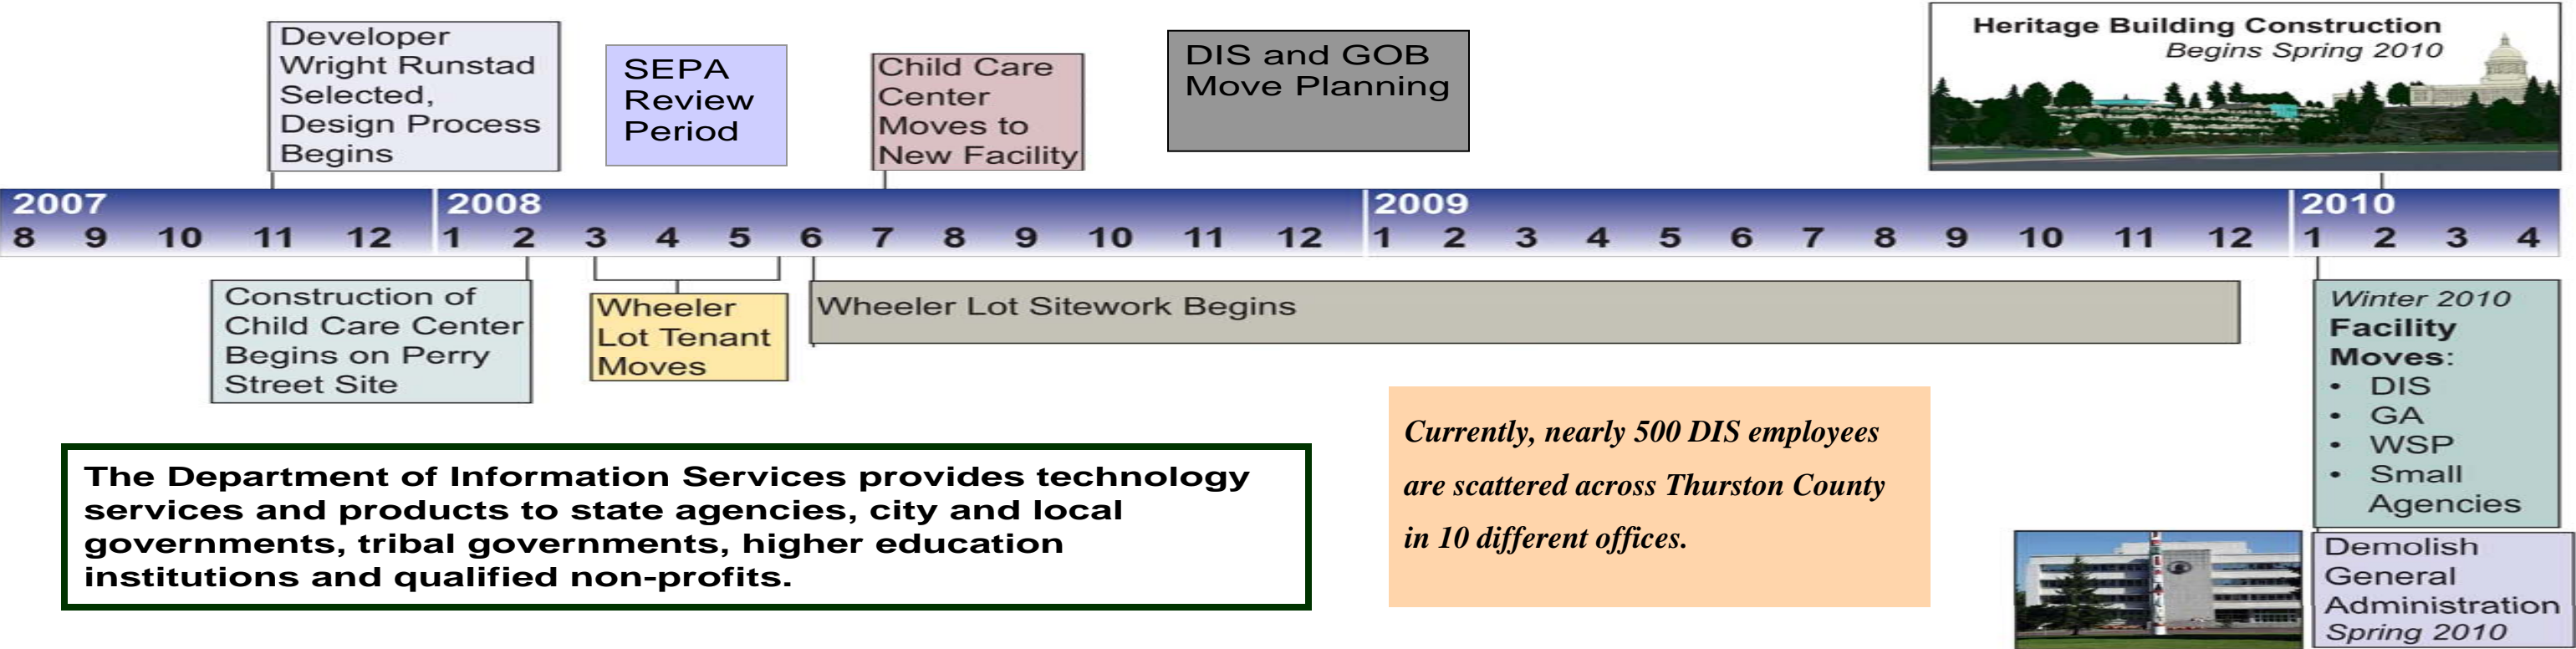 Developer
Wright Runstad
Selected,
Design Process
Begins
SEPA
Review
Period
Child Care
Center
Moves to
New Facility
DIS and GOB
Move Planning
Heritage Building Construction
Begins Spring 2010
2007 2008 2009 2010
8 9 10 11 12 1 2 3 4 5 6 7 8 9 10 11 12 1 2 3 4 5 6 7 8 9 10 11 12 1 2 3 4
Construction of
Child Care Center
Begins on Perry
Street Site
Wheeler
Lot Tenant
Moves
Wheeler Lot Sitework Begins
Winter 2010
Facility
Moves:
• DIS
• GA
• WSP
• Small
Agencies
The Department of Information Services provides technology
services and products to state agencies, city and local
governments, tribal governments, higher education
institutions and qualified non-profits.
Currently, nearly 500 DIS employees
are scattered across Thurston County
in 10 different offices.
Demolish
General
Administration
Spring 2010